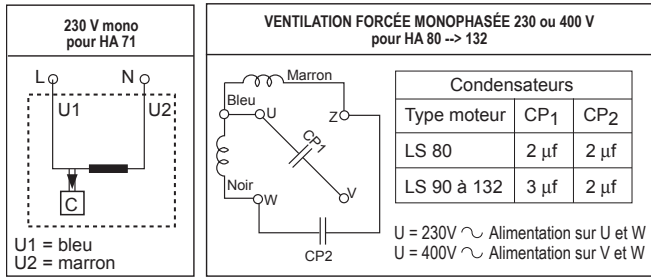 230 V mono
pour HA 71
L N
U1 U2
C
U1 = bleu
U2 = marron
VENTILATION FORCÉE MONOPHASÉE 230 ou 400 V
pour HA 80 --> 132
Marron
Bleu
U
Z
CP1
Noir
W
V
CP2
Condensateurs
Type moteur CP1 CP2
LS 80 2 µf 2 µf
LS 90 à 132 3 µf 2 µf
U = 230V Alimentation sur U et W
U = 400V Alimentation sur V et W